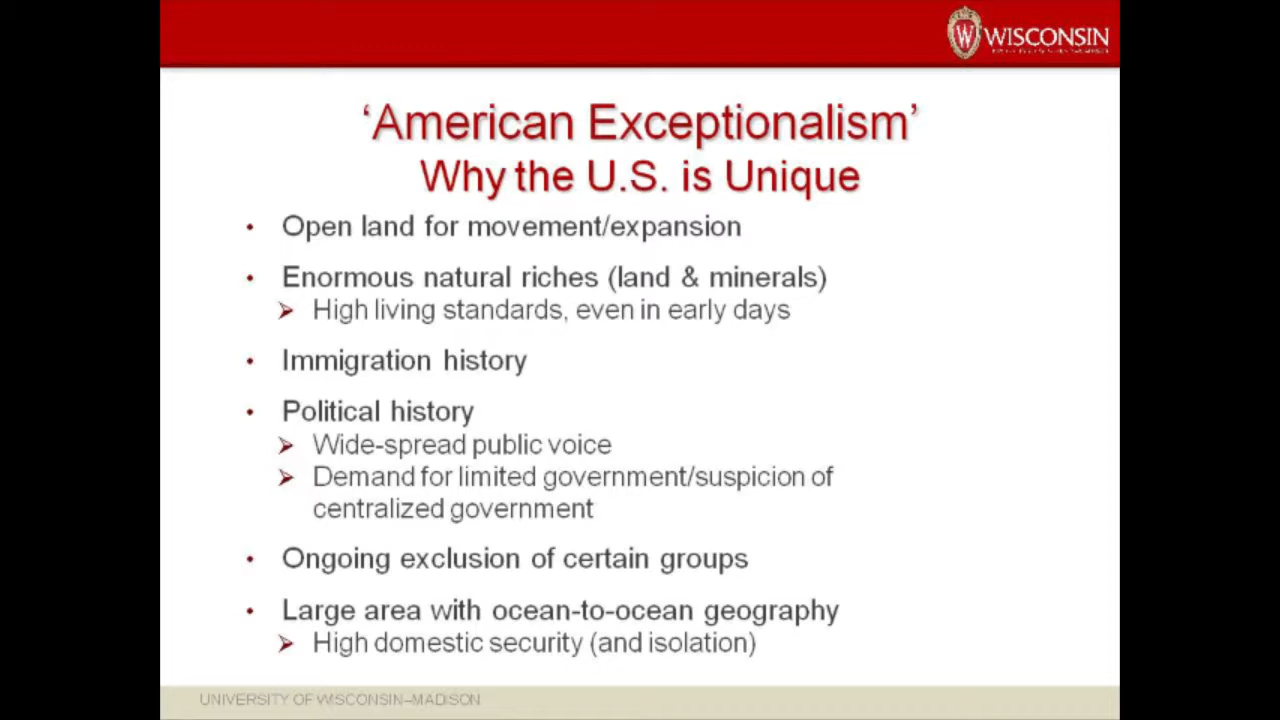 WISCONSIN
'American Exceptionalism'
Why the U.S. is Unique
• Open land for movement/expansion
• Enormous natural riches (land & minerals)
➢ High living standards, even in early days
• Immigration history
• Political history
➢ Wide-spread public voice
➢ Demand for limited government/suspicion of
centralized government
• Ongoing exclusion of certain groups
• Large area with ocean-to-ocean geography
➢ High domestic security (and isolation)
UNIVERSITY OF WISCONSIN–MADISON